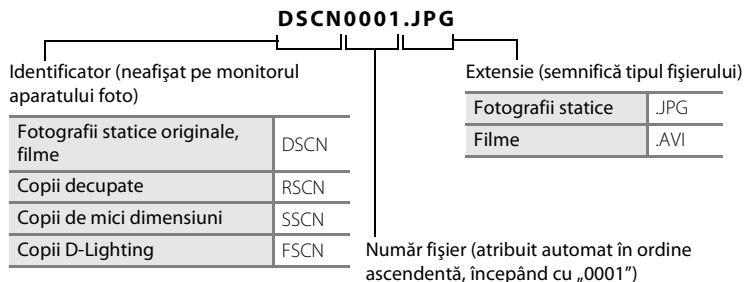 DSCN0001.JPG
Identificator (neafişat pe monitorul
aparatului foto)
Fotografii statice originale,
filme
DSCN
Copii decupate RSCN
Copii de mici dimensiuni SSCN
Copii D-Lighting FSCN
Extensie (semnifică tipul fişierului)
Fotografii statice .JPG
Filme .AVI
Număr fişier (atribuit automat în ordine
ascendentă, începând cu „0001”)